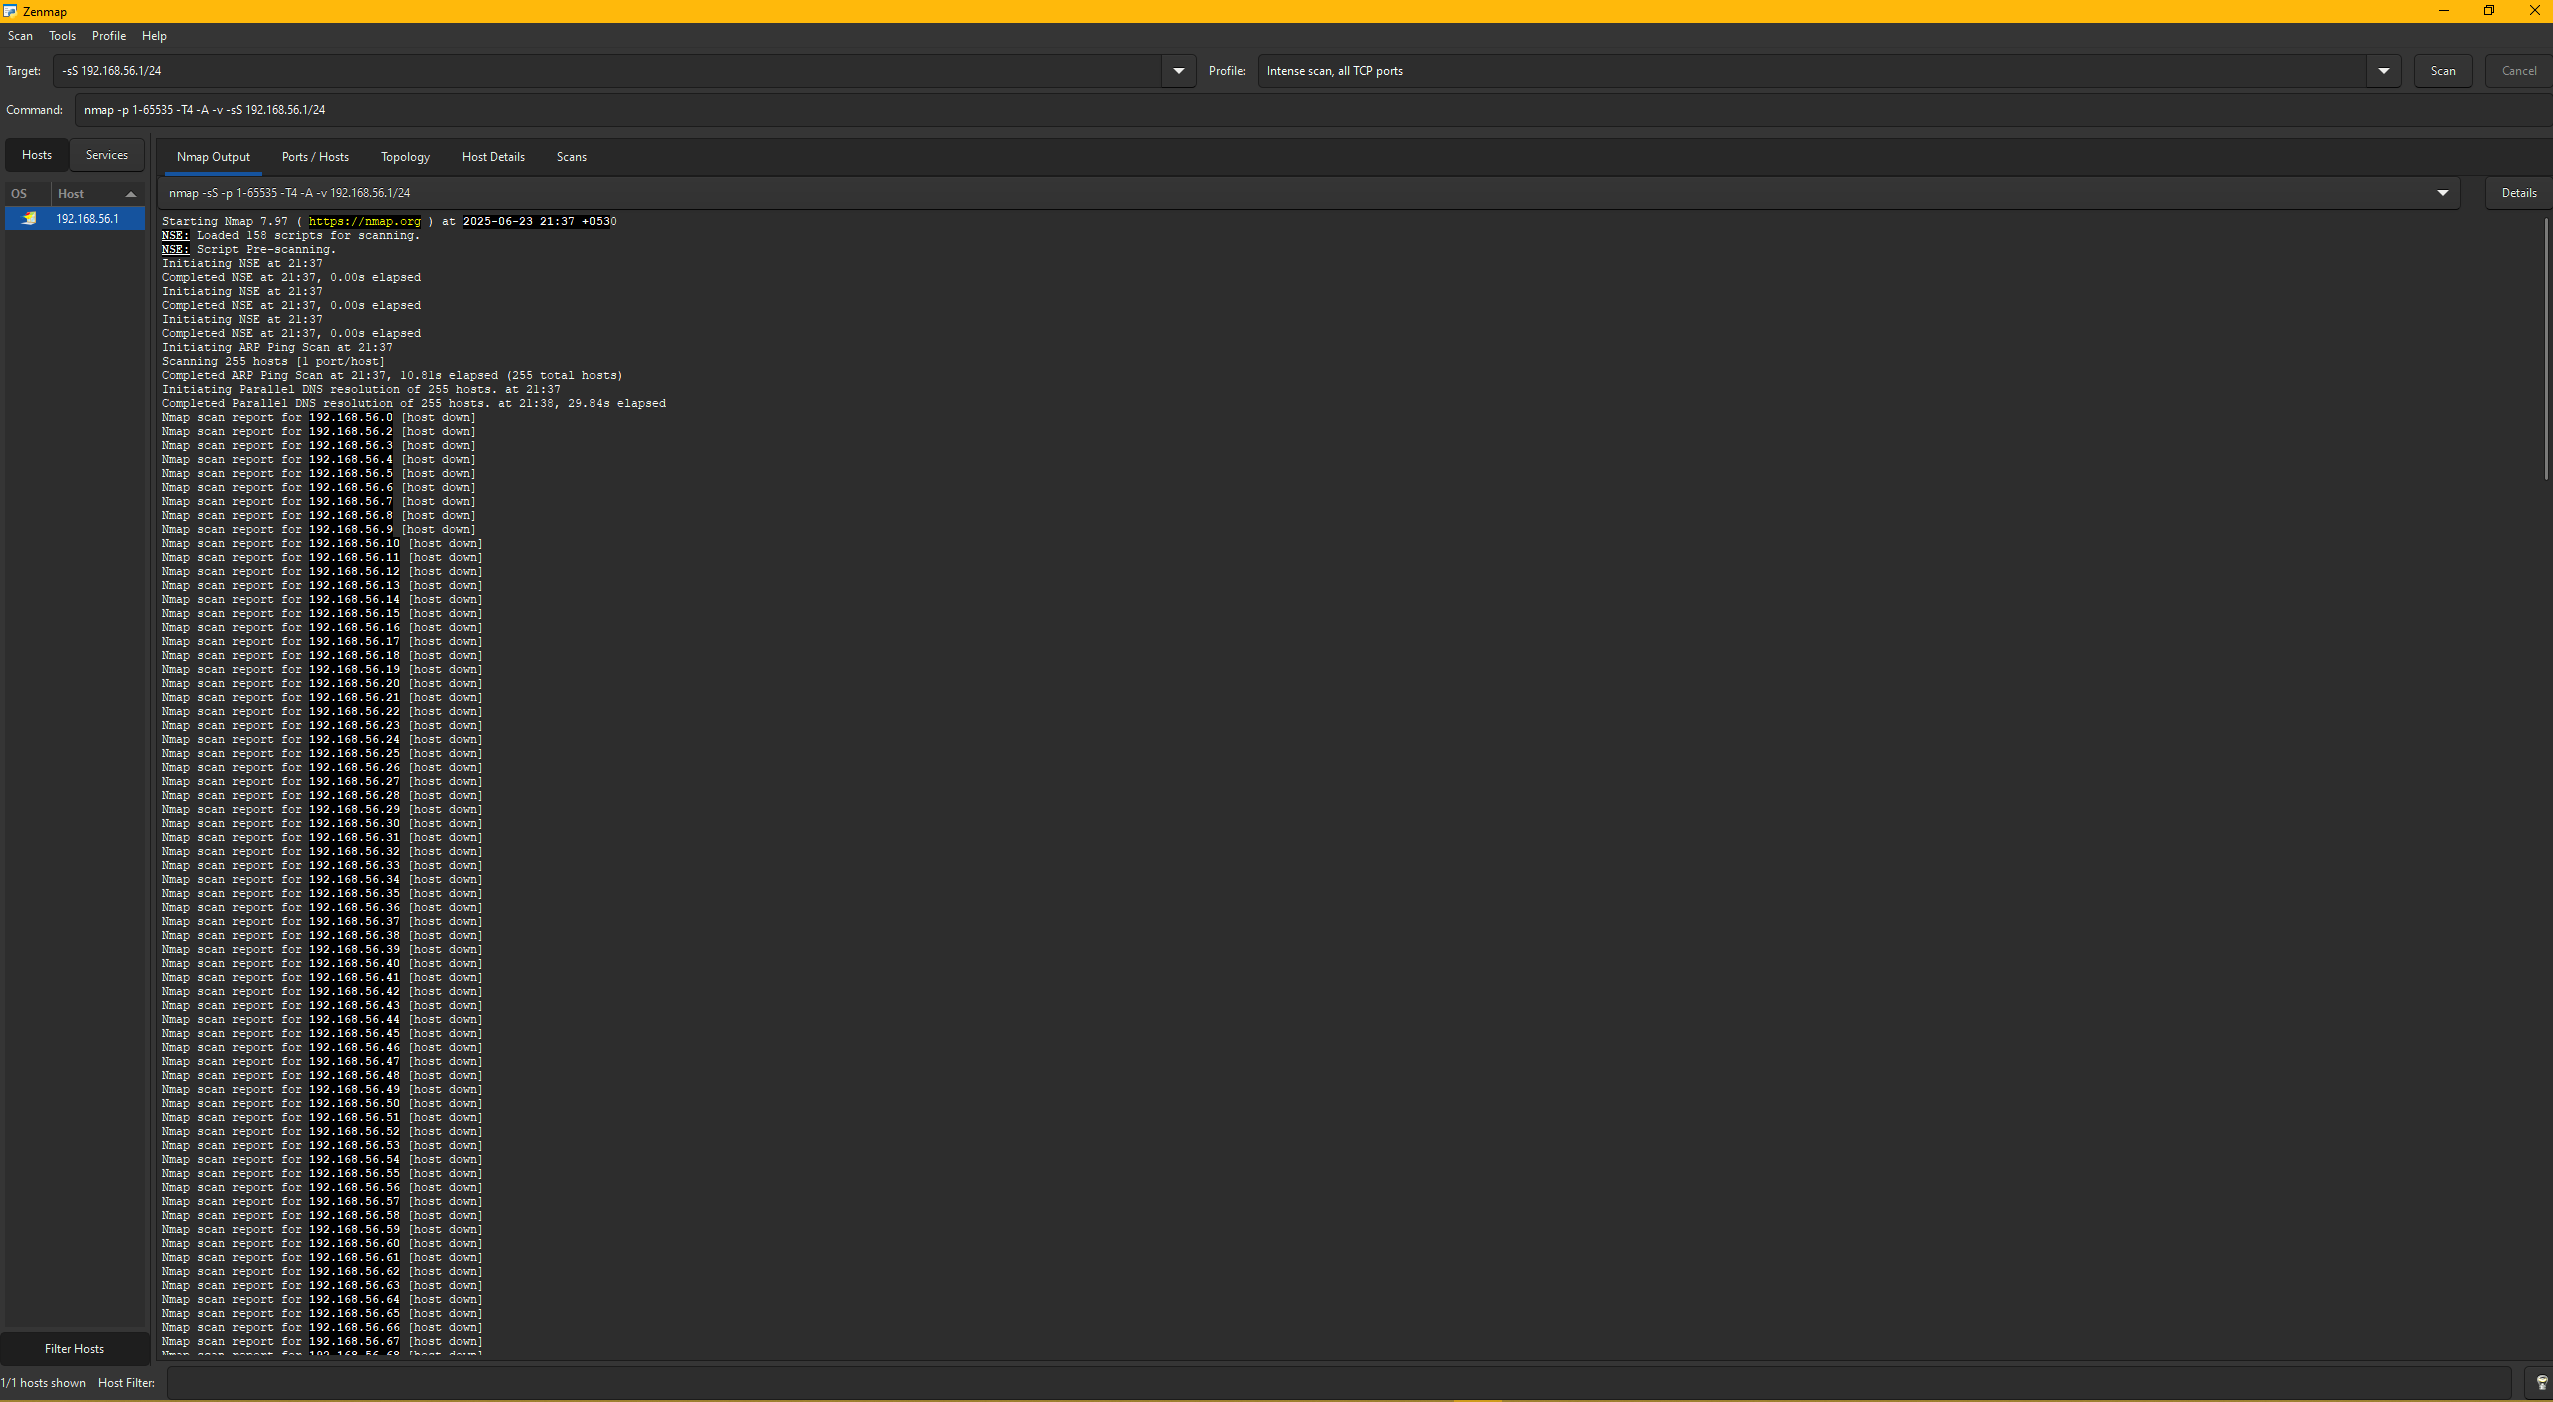 Zenmap
Scan Tools Profile Help
Target: -sS 192.168.56.1/24 Profile: Intense scan, all TCP ports Scan Cancel
Command: nmap -p 1-65535 -T4 -A -v -sS 192.168.56.1/24
Hosts Services Nmap Output Ports / Hosts Topology Host Details Scans
OS Host nmap -sS -p 1-65535 -T4 -A -v 192.168.56.1/24 Details
192.168.56.1
Starting Nmap 7.97 ( https://nmap.org ) at 2025-06-23 21:37 +0530
NSE: Loaded 158 scripts for scanning.
NSE: Script Pre-scanning.
Initiating NSE at 21:37
Completed NSE at 21:37, 0.00s elapsed
Initiating NSE at 21:37
Completed NSE at 21:37, 0.00s elapsed
Initiating NSE at 21:37
Completed NSE at 21:37, 0.00s elapsed
Initiating ARP Ping Scan at 21:37
Scanning 255 hosts [1 port/host]
Completed ARP Ping Scan at 21:37, 10.81s elapsed (255 total hosts)
Initiating Parallel DNS resolution of 255 hosts. at 21:37
Completed Parallel DNS resolution of 255 hosts. at 21:38, 29.84s elapsed
Nmap scan report for 192.168.56.0 [host down]
Nmap scan report for 192.168.56.2 [host down]
Nmap scan report for 192.168.56.3 [host down]
Nmap scan report for 192.168.56.4 [host down]
Nmap scan report for 192.168.56.5 [host down]
Nmap scan report for 192.168.56.6 [host down]
Nmap scan report for 192.168.56.7 [host down]
Nmap scan report for 192.168.56.8 [host down]
Nmap scan report for 192.168.56.9 [host down]
Nmap scan report for 192.168.56.10 [host down]
Nmap scan report for 192.168.56.11 [host down]
Nmap scan report for 192.168.56.12 [host down]
Nmap scan report for 192.168.56.13 [host down]
Nmap scan report for 192.168.56.14 [host down]
Nmap scan report for 192.168.56.15 [host down]
Nmap scan report for 192.168.56.16 [host down]
Nmap scan report for 192.168.56.17 [host down]
Nmap scan report for 192.168.56.18 [host down]
Nmap scan report for 192.168.56.19 [host down]
Nmap scan report for 192.168.56.20 [host down]
Nmap scan report for 192.168.56.21 [host down]
Nmap scan report for 192.168.56.22 [host down]
Nmap scan report for 192.168.56.23 [host down]
Nmap scan report for 192.168.56.24 [host down]
Nmap scan report for 192.168.56.25 [host down]
Nmap scan report for 192.168.56.26 [host down]
Nmap scan report for 192.168.56.27 [host down]
Nmap scan report for 192.168.56.28 [host down]
Nmap scan report for 192.168.56.29 [host down]
Nmap scan report for 192.168.56.30 [host down]
Nmap scan report for 192.168.56.31 [host down]
Nmap scan report for 192.168.56.32 [host down]
Nmap scan report for 192.168.56.33 [host down]
Nmap scan report for 192.168.56.34 [host down]
Nmap scan report for 192.168.56.35 [host down]
Nmap scan report for 192.168.56.36 [host down]
Nmap scan report for 192.168.56.37 [host down]
Nmap scan report for 192.168.56.38 [host down]
Nmap scan report for 192.168.56.39 [host down]
Nmap scan report for 192.168.56.40 [host down]
Nmap scan report for 192.168.56.41 [host down]
Nmap scan report for 192.168.56.42 [host down]
Nmap scan report for 192.168.56.43 [host down]
Nmap scan report for 192.168.56.44 [host down]
Nmap scan report for 192.168.56.45 [host down]
Nmap scan report for 192.168.56.46 [host down]
Nmap scan report for 192.168.56.47 [host down]
Nmap scan report for 192.168.56.48 [host down]
Nmap scan report for 192.168.56.49 [host down]
Nmap scan report for 192.168.56.50 [host down]
Nmap scan report for 192.168.56.51 [host down]
Nmap scan report for 192.168.56.52 [host down]
Nmap scan report for 192.168.56.53 [host down]
Nmap scan report for 192.168.56.54 [host down]
Nmap scan report for 192.168.56.55 [host down]
Nmap scan report for 192.168.56.56 [host down]
Nmap scan report for 192.168.56.57 [host down]
Nmap scan report for 192.168.56.58 [host down]
Nmap scan report for 192.168.56.59 [host down]
Nmap scan report for 192.168.56.60 [host down]
Nmap scan report for 192.168.56.61 [host down]
Nmap scan report for 192.168.56.62 [host down]
Nmap scan report for 192.168.56.63 [host down]
Nmap scan report for 192.168.56.64 [host down]
Nmap scan report for 192.168.56.65 [host down]
Nmap scan report for 192.168.56.66 [host down]
Nmap scan report for 192.168.56.67 [host down]
Nmap scan report for 192.168.56.68 [host down]
Filter Hosts
1/1 hosts shown Host Filter: